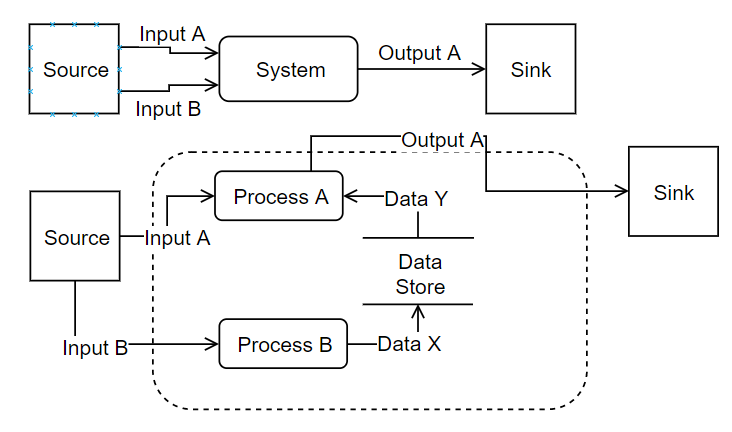 Input A
Source
System
Output A
Sink
Input B
Output A
Process A
Data Y
Sink
Source
Input A
Data
Store
Input B
Process B
Data X